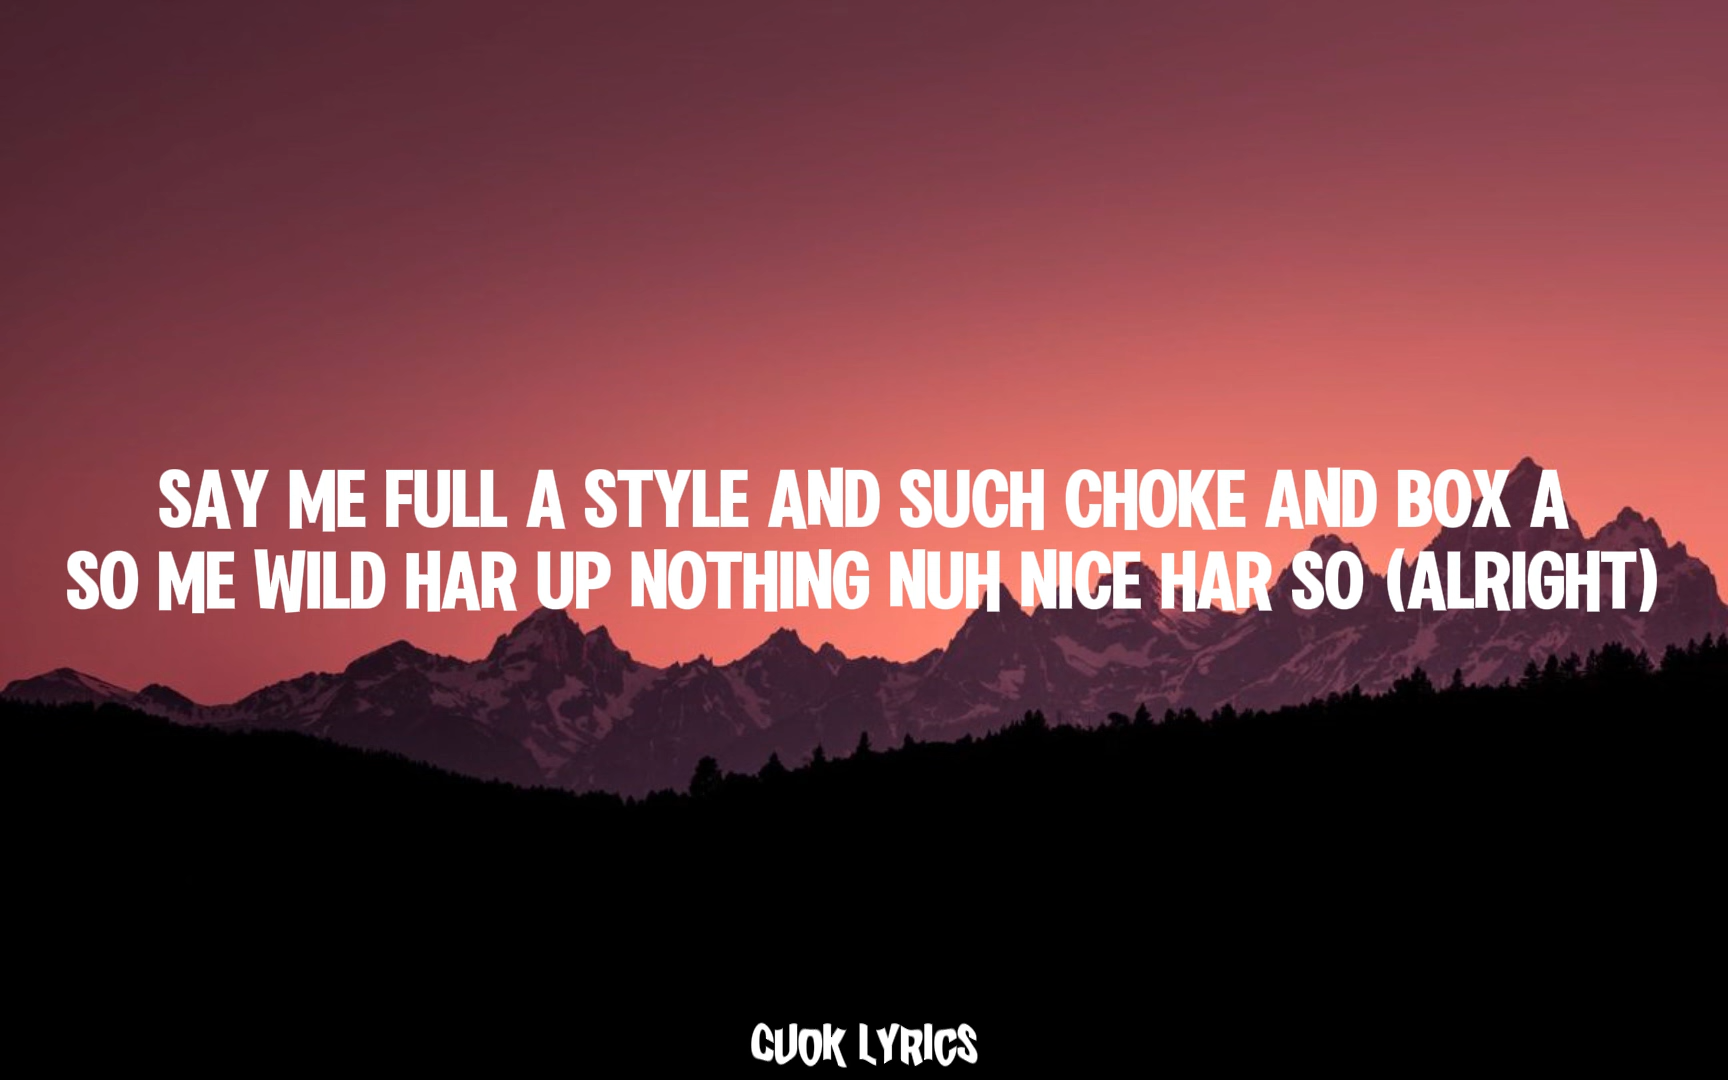 SAY ME FULL A STYLE AND SUCH CHOKE AND BOX A
SO ME WILD HAR UP NOTHING NUH NICE HAR SO (ALRIGHT)
CUOK LYRICS